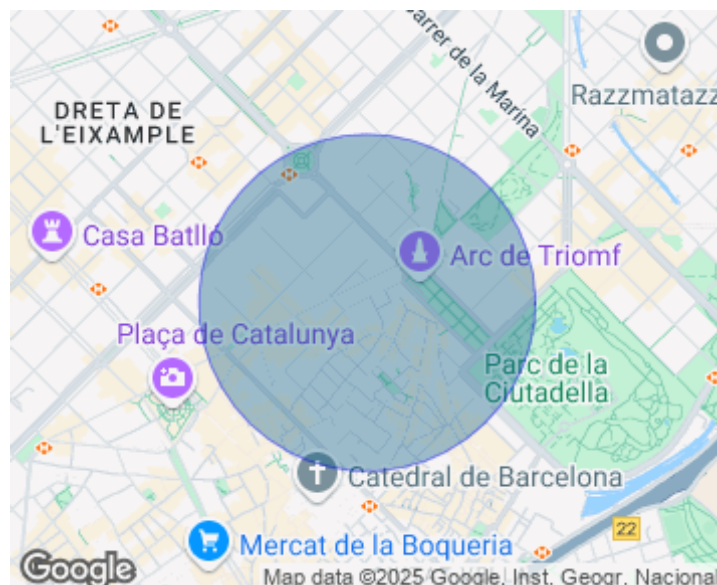 Carrer de la Marina
Razzmatazz
DRETA DE
L'EIXAMPLE
Casa Batlló
Arc de Triomf
Plaça de Catalunya
Parc de la
Ciutadella
Catedral de Barcelona
22
Mercat de la Boqueria
Google
Map data ©2025 Google, Inst. Geogr. Nacional